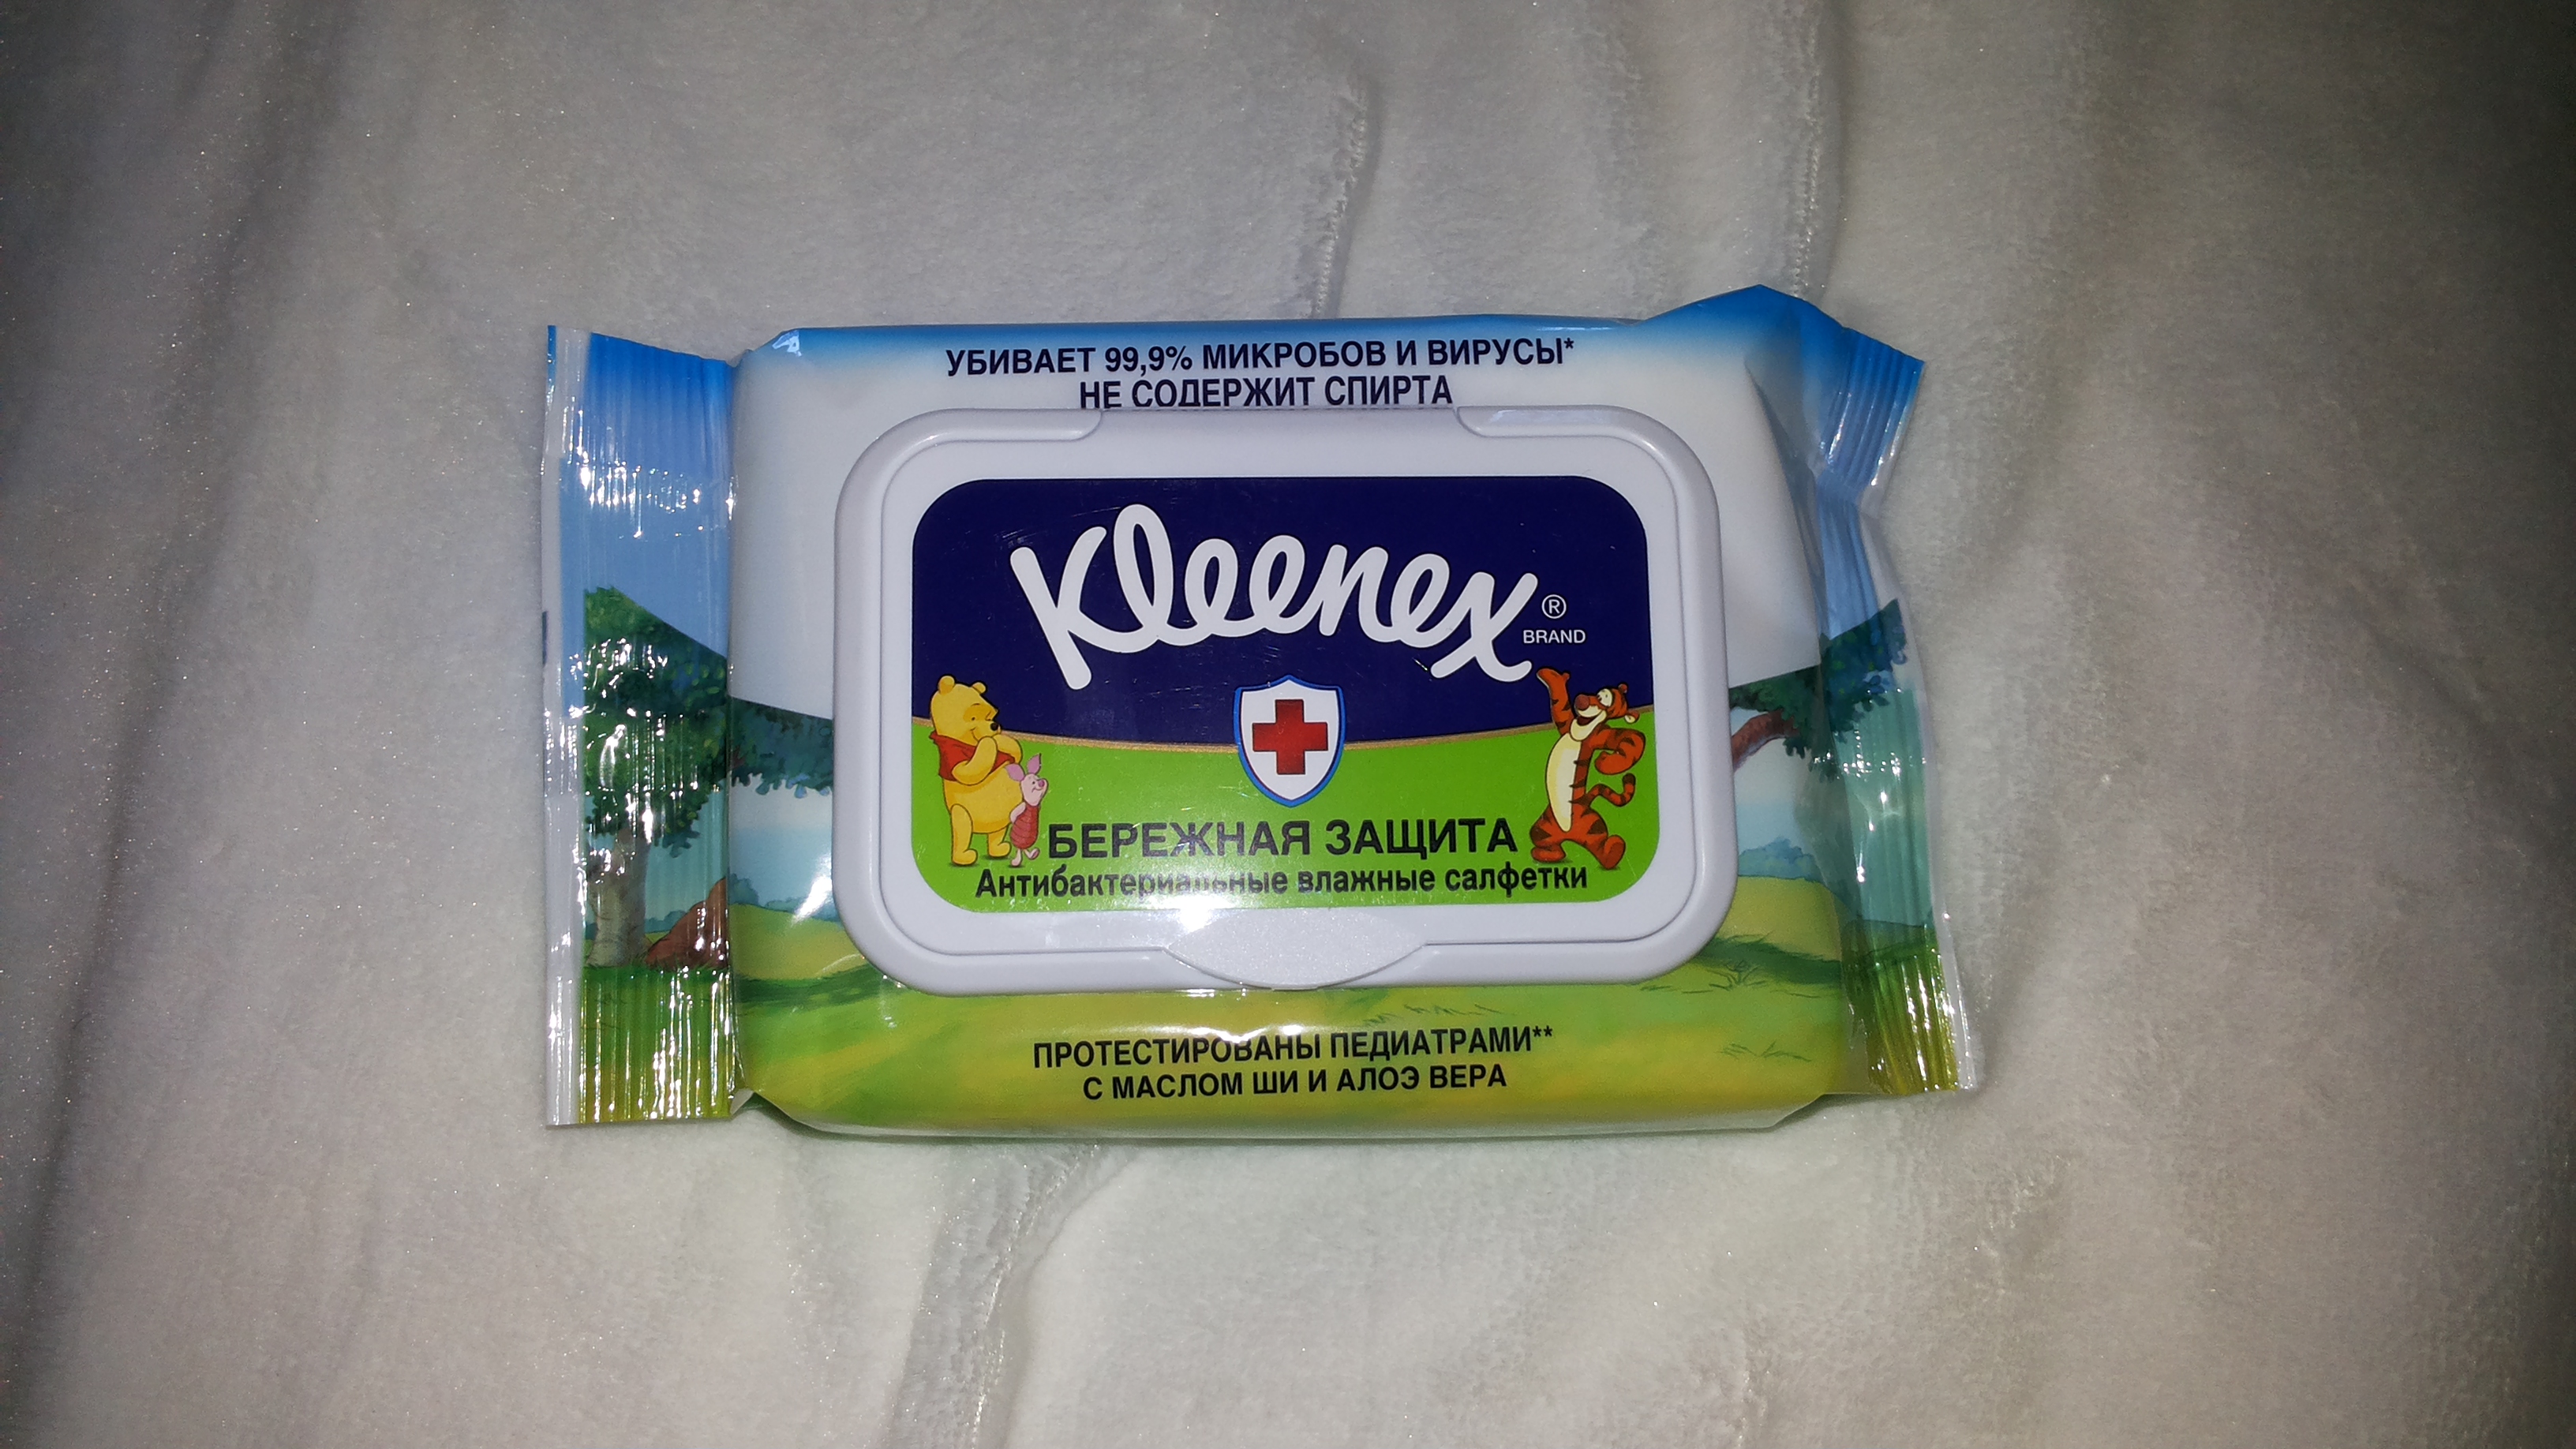 УБИВАЕТ 99,9% МИКРОБОВ И ВИРУСЫ*
НЕ СОДЕРЖИТ СПИРТА
Kleenex®
BRAND
БЕРЕЖНАЯ ЗАЩИТА
Антибактериальные влажные салфетки
ПРОТЕСТИРОВАНЫ ПЕДИАТРАМИ**
С МАСЛОМ ШИ И АЛОЭ ВЕРА